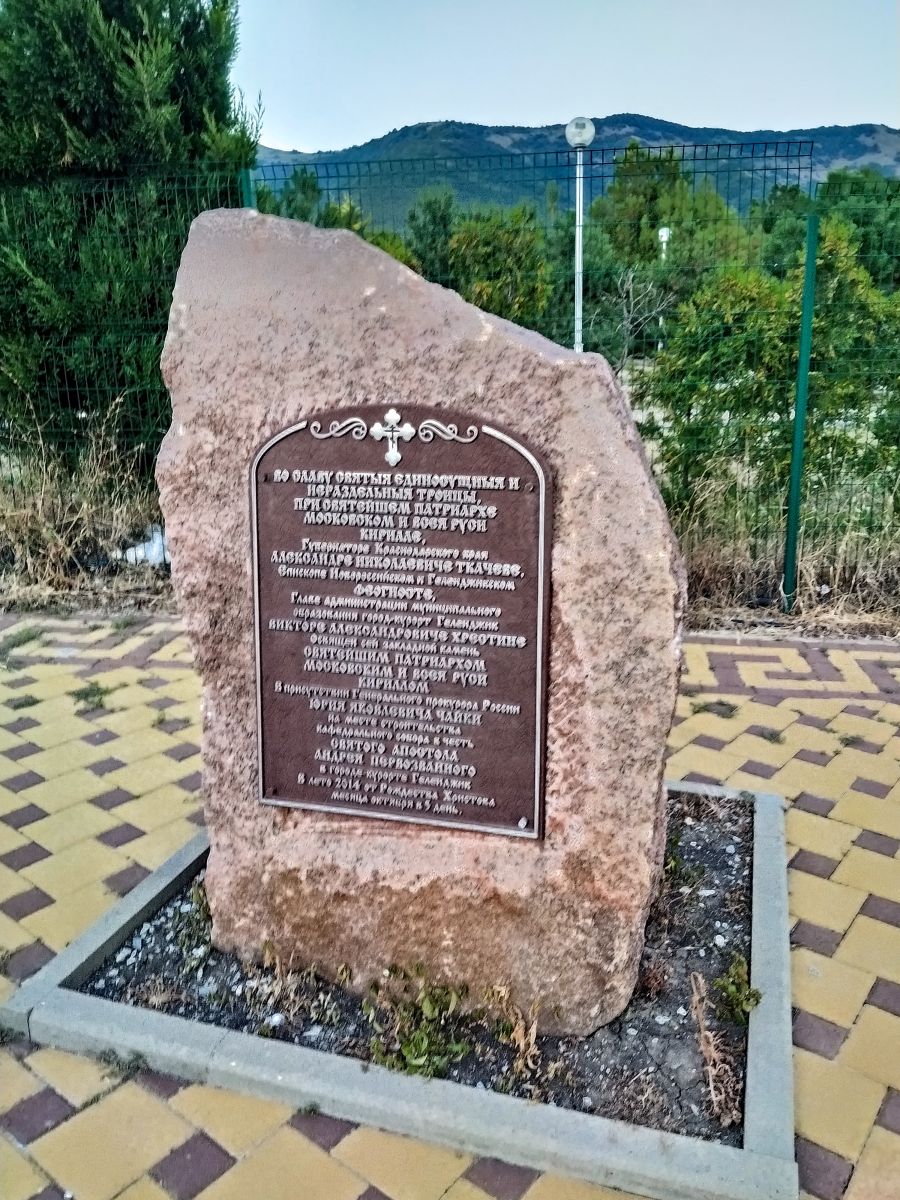 ВО СЛАВУ СВЯТЫЯ ЕДИНОСУЩНЫЯ И
НЕРАЗДЕЛЬНЫЯ ТРОИЦЫ,
ПРИ СВЯТЕЙШЕМ ПАТРИАРХЕ
МОСКОВСКОМ И ВСЕЯ РУСИ
КИРИЛЛЕ,
Губернаторе Краснодарского края
АЛЕКСАНДРЕ НИКОЛАЕВИЧЕ ТКАЧЕВЕ,
Епископе Новороссийском и Геленджикском
ФЕОГНОСТЕ,
Главе администрации муниципального
образования город-курорт Геленджик
ВИКТОРЕ АЛЕКСАНДРОВИЧЕ ХРЕСТИНЕ
Освящен сей закладной камень
СВЯТЕЙШИМ ПАТРИАРХОМ
МОСКОВСКИМ И ВСЕЯ РУСИ
КИРИЛЛОМ
В присутствии Генерального прокурора России
ЮРИЯ ЯКОВЛЕВИЧА ЧАЙКИ
на месте строительства
кафедрального собора в честь
СВЯТОГО АПОСТОЛА
АНДРЕЯ ПЕРВОЗВАННОГО
в городе курорте Геленджике
В лето 2014 от Рождества Христова
месяца октября в 5 день.